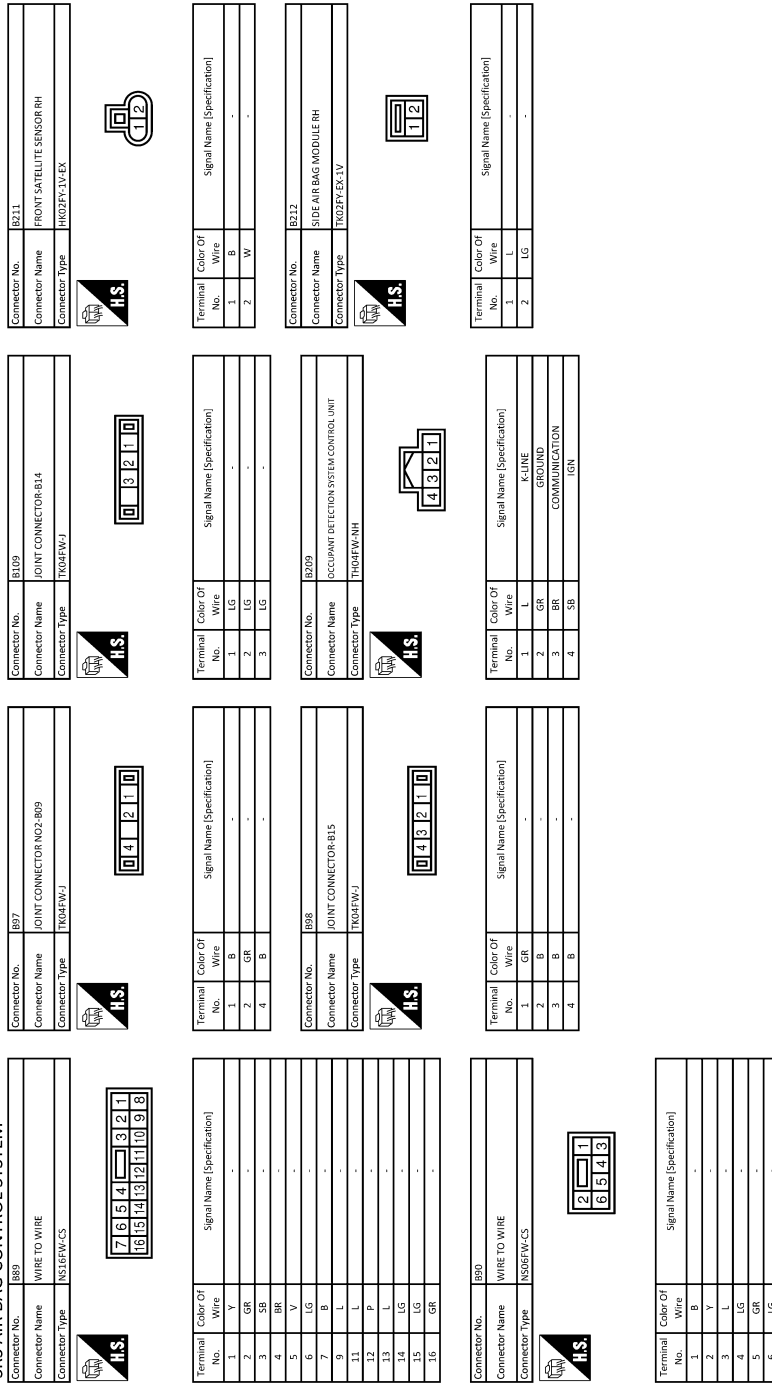 SRS AIR BAG CONTROL SYSTEM
Connector No. B89
Connector Name WIRE TO WIRE
Connector Type NS16FW-CS
H.S.
7 6 5 4 3 2 1
16 15 14 13 12 11 10 9 8
Terminal No. Color Of Wire Signal Name [Specification]
1 Y -
2 GR -
3 SB -
4 BR -
5 V -
6 LG -
7 B -
9 L -
11 L -
12 P -
13 L -
14 LG -
15 LG -
16 GR -
Connector No. B90
Connector Name WIRE TO WIRE
Connector Type NS06FW-CS
H.S.
2 1
6 5 4 3
Terminal No. Color Of Wire Signal Name [Specification]
1 B -
2 Y -
3 L -
4 LG -
5 GR -
6 LG -
Connector No. B97
Connector Name JOINT CONNECTOR NO2-B09
Connector Type TK04FW-J
H.S.
4 2 1
Terminal No. Color Of Wire Signal Name [Specification]
1 B -
2 GR -
4 B -
Connector No. B98
Connector Name JOINT CONNECTOR-B15
Connector Type TK04FW-J
H.S.
4 3 2 1
Terminal No. Color Of Wire Signal Name [Specification]
1 GR -
2 B -
3 B -
4 B -
Connector No. B109
Connector Name JOINT CONNECTOR-B14
Connector Type TK04FW-J
H.S.
3 2 1
Terminal No. Color Of Wire Signal Name [Specification]
1 LG -
2 LG -
3 LG -
Connector No. B209
Connector Name OCCUPANT DETECTION SYSTEM CONTROL UNIT
Connector Type TH04FW-NH
H.S.
4 3 2 1
Terminal No. Color Of Wire Signal Name [Specification]
1 L K-LINE
2 GR GROUND
3 BR COMMUNICATION
4 SB IGN
Connector No. B211
Connector Name FRONT SATELLITE SENSOR RH
Connector Type HK02FY-1V-EX
H.S.
1 2
Terminal No. Color Of Wire Signal Name [Specification]
1 B -
2 W -
Connector No. B212
Connector Name SIDE AIR BAG MODULE RH
Connector Type TK02FY-EX-1V
H.S.
1 2
Terminal No. Color Of Wire Signal Name [Specification]
1 L -
2 LG -